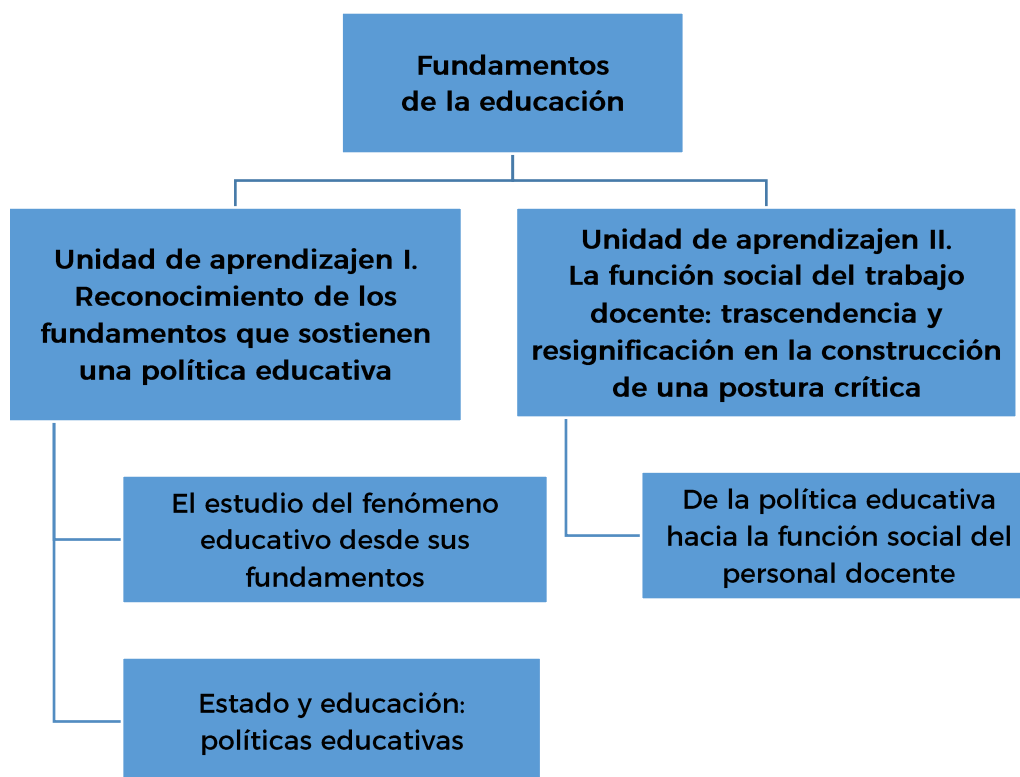 Fundamentos
de la educación
Unidad de aprendizajen I.
Reconocimiento de los
fundamentos que sostienen
una política educativa
Unidad de aprendizajen II.
La función social del trabajo
docente: trascendencia y
resignificación en la construcción
de una postura crítica
El estudio del fenómeno
educativo desde sus
fundamentos
Estado y educación:
políticas educativas
De la política educativa
hacia la función social del
personal docente